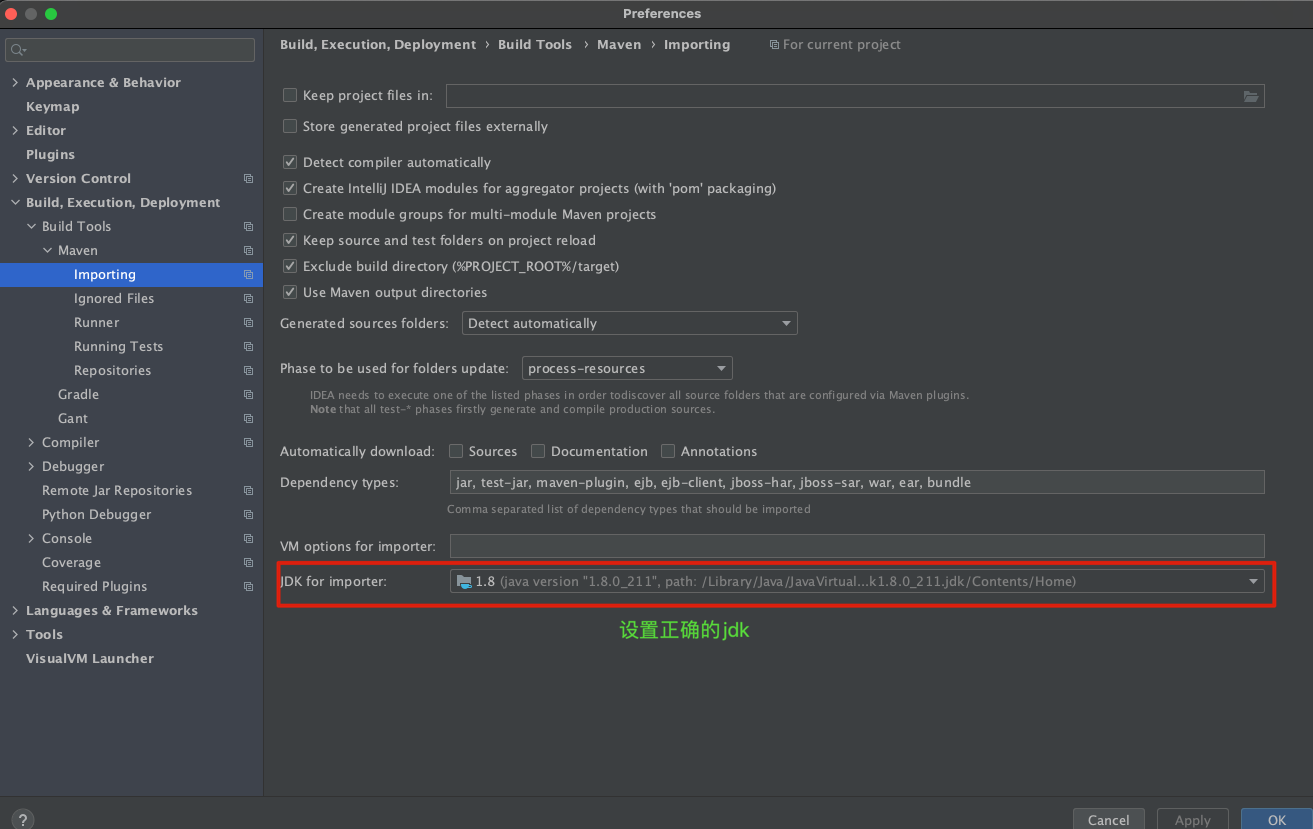 Preferences
Build, Execution, Deployment › Build Tools › Maven › Importing For current project
Appearance & Behavior
Keymap
Editor
Plugins
Version Control
Build, Execution, Deployment
Build Tools
Maven
Importing
Ignored Files
Runner
Running Tests
Repositories
Gradle
Gant
Compiler
Debugger
Remote Jar Repositories
Python Debugger
Console
Coverage
Required Plugins
Languages & Frameworks
Tools
VisualVM Launcher
Keep project files in:
Store generated project files externally
Detect compiler automatically
Create IntelliJ IDEA modules for aggregator projects (with 'pom' packaging)
Create module groups for multi-module Maven projects
Keep source and test folders on project reload
Exclude build directory (%PROJECT_ROOT%/target)
Use Maven output directories
Generated sources folders: Detect automatically
Phase to be used for folders update: process-resources
IDEA needs to execute one of the listed phases in order todiscover all source folders that are configured via Maven plugins.
Note that all test-* phases firstly generate and compile production sources.
Automatically download: Sources Documentation Annotations
Dependency types: jar, test-jar, maven-plugin, ejb, ejb-client, jboss-har, jboss-sar, war, ear, bundle
Comma separated list of dependency types that should be imported
VM options for importer:
JDK for importer: 1.8 (java version "1.8.0_211", path: /Library/Java/JavaVirtual...k1.8.0_211.jdk/Contents/Home)
设置正确的jdk
? Cancel Apply OK